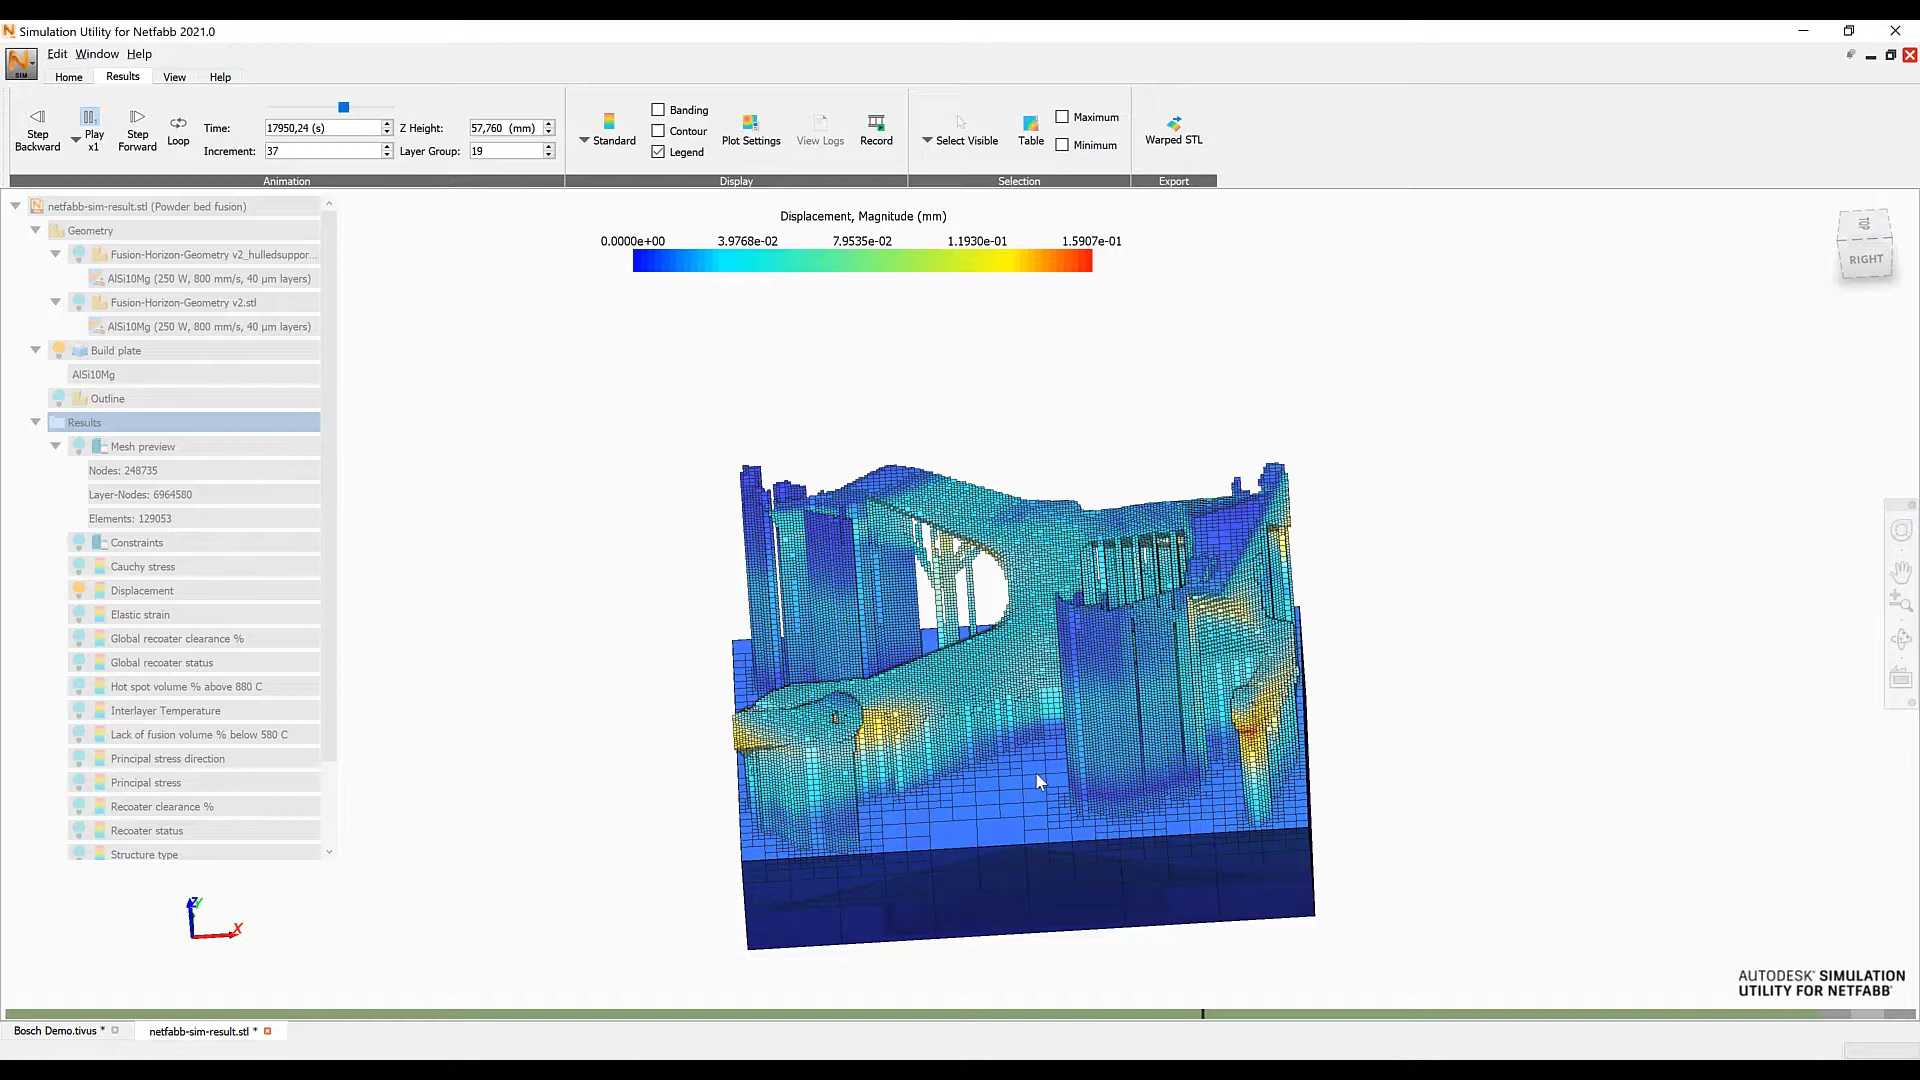 Simulation Utility for Netfabb 2021.0
SIM
Edit Window Help
Home Results View Help
Step Backward
Play x1
Step Forward
Loop
Time: 17950,24 (s)
Z Height: 57,760 (mm)
Increment: 37
Layer Group: 19
Animation
Standard
Banding
Contour
Legend
Plot Settings
View Logs
Record
Display
Select Visible
Table
Maximum
Minimum
Selection
Warped STL
Export
netfabb-sim-result.stl (Powder bed fusion)
Geometry
Fusion-Horizon-Geometry v2_hulledsuppor...
AlSi10Mg (250 W, 800 mm/s, 40 µm layers)
Fusion-Horizon-Geometry v2.stl
AlSi10Mg (250 W, 800 mm/s, 40 µm layers)
Build plate
AlSi10Mg
Outline
Results
Mesh preview
Nodes: 248735
Layer-Nodes: 6964580
Elements: 129053
Constraints
Cauchy stress
Displacement
Elastic strain
Global recoater clearance %
Global recoater status
Hot spot volume % above 880 C
Interlayer Temperature
Lack of fusion volume % below 580 C
Principal stress direction
Principal stress
Recoater clearance %
Recoater status
Structure type
Displacement, Magnitude (mm)
0.0000e+00 3.9768e-02 7.9535e-02 1.1930e-01 1.5907e-01
TOP
RIGHT
Z Y
X
AUTODESK® SIMULATION
UTILITY FOR NETFABB®
Bosch Demo.tivus *
netfabb-sim-result.stl *